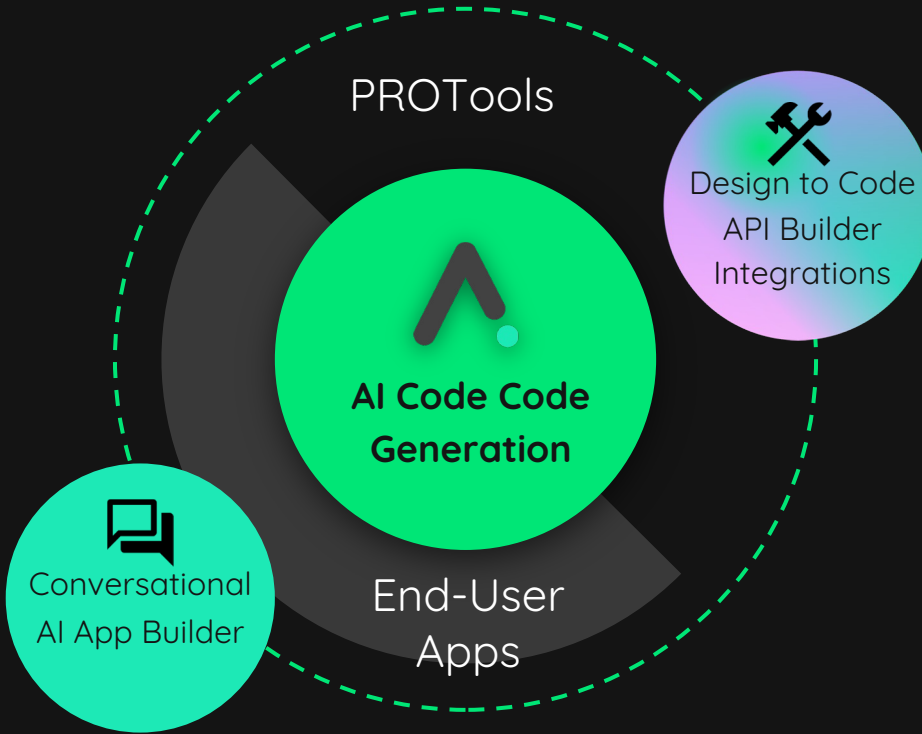 PROTools
Design to Code
API Builder
Integrations
AI Code Code
Generation
Conversational
AI App Builder
End-User
Apps